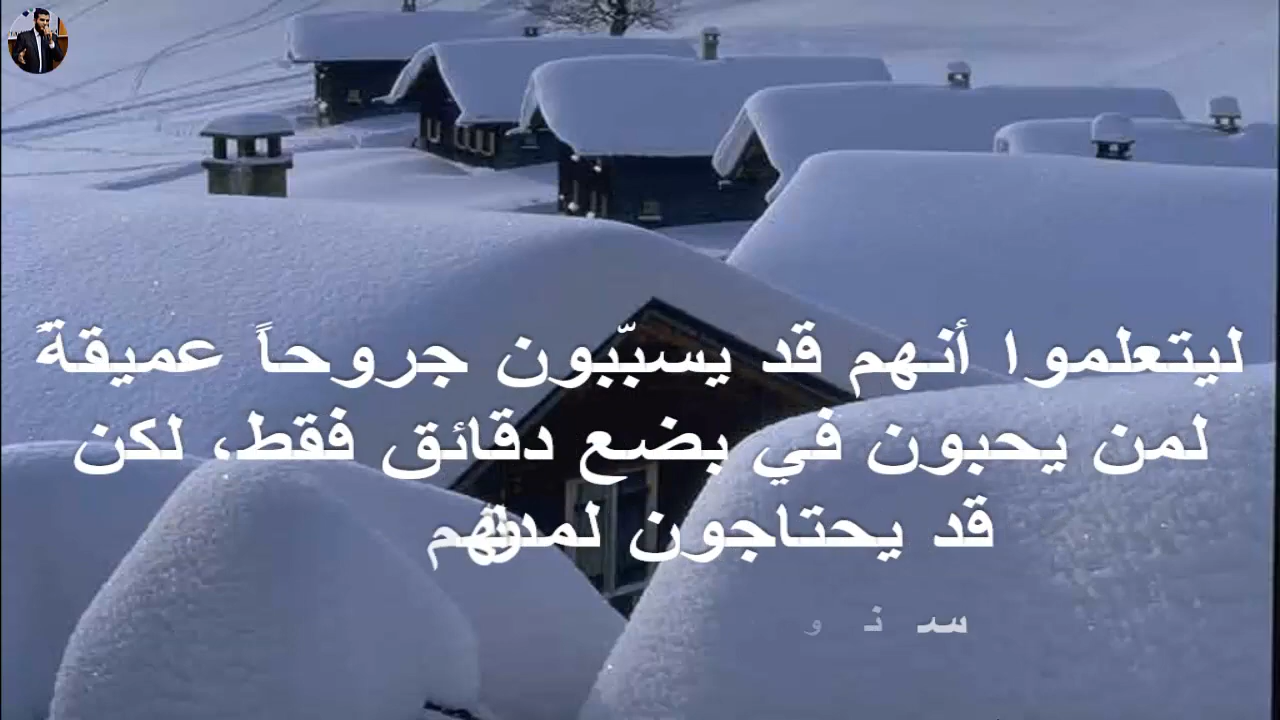 ليتعلموا أنهم قد يسبّبون جروحاً عميقةً
لمن يحبون في بضع دقائق فقط، لكن
قد يحتاجون